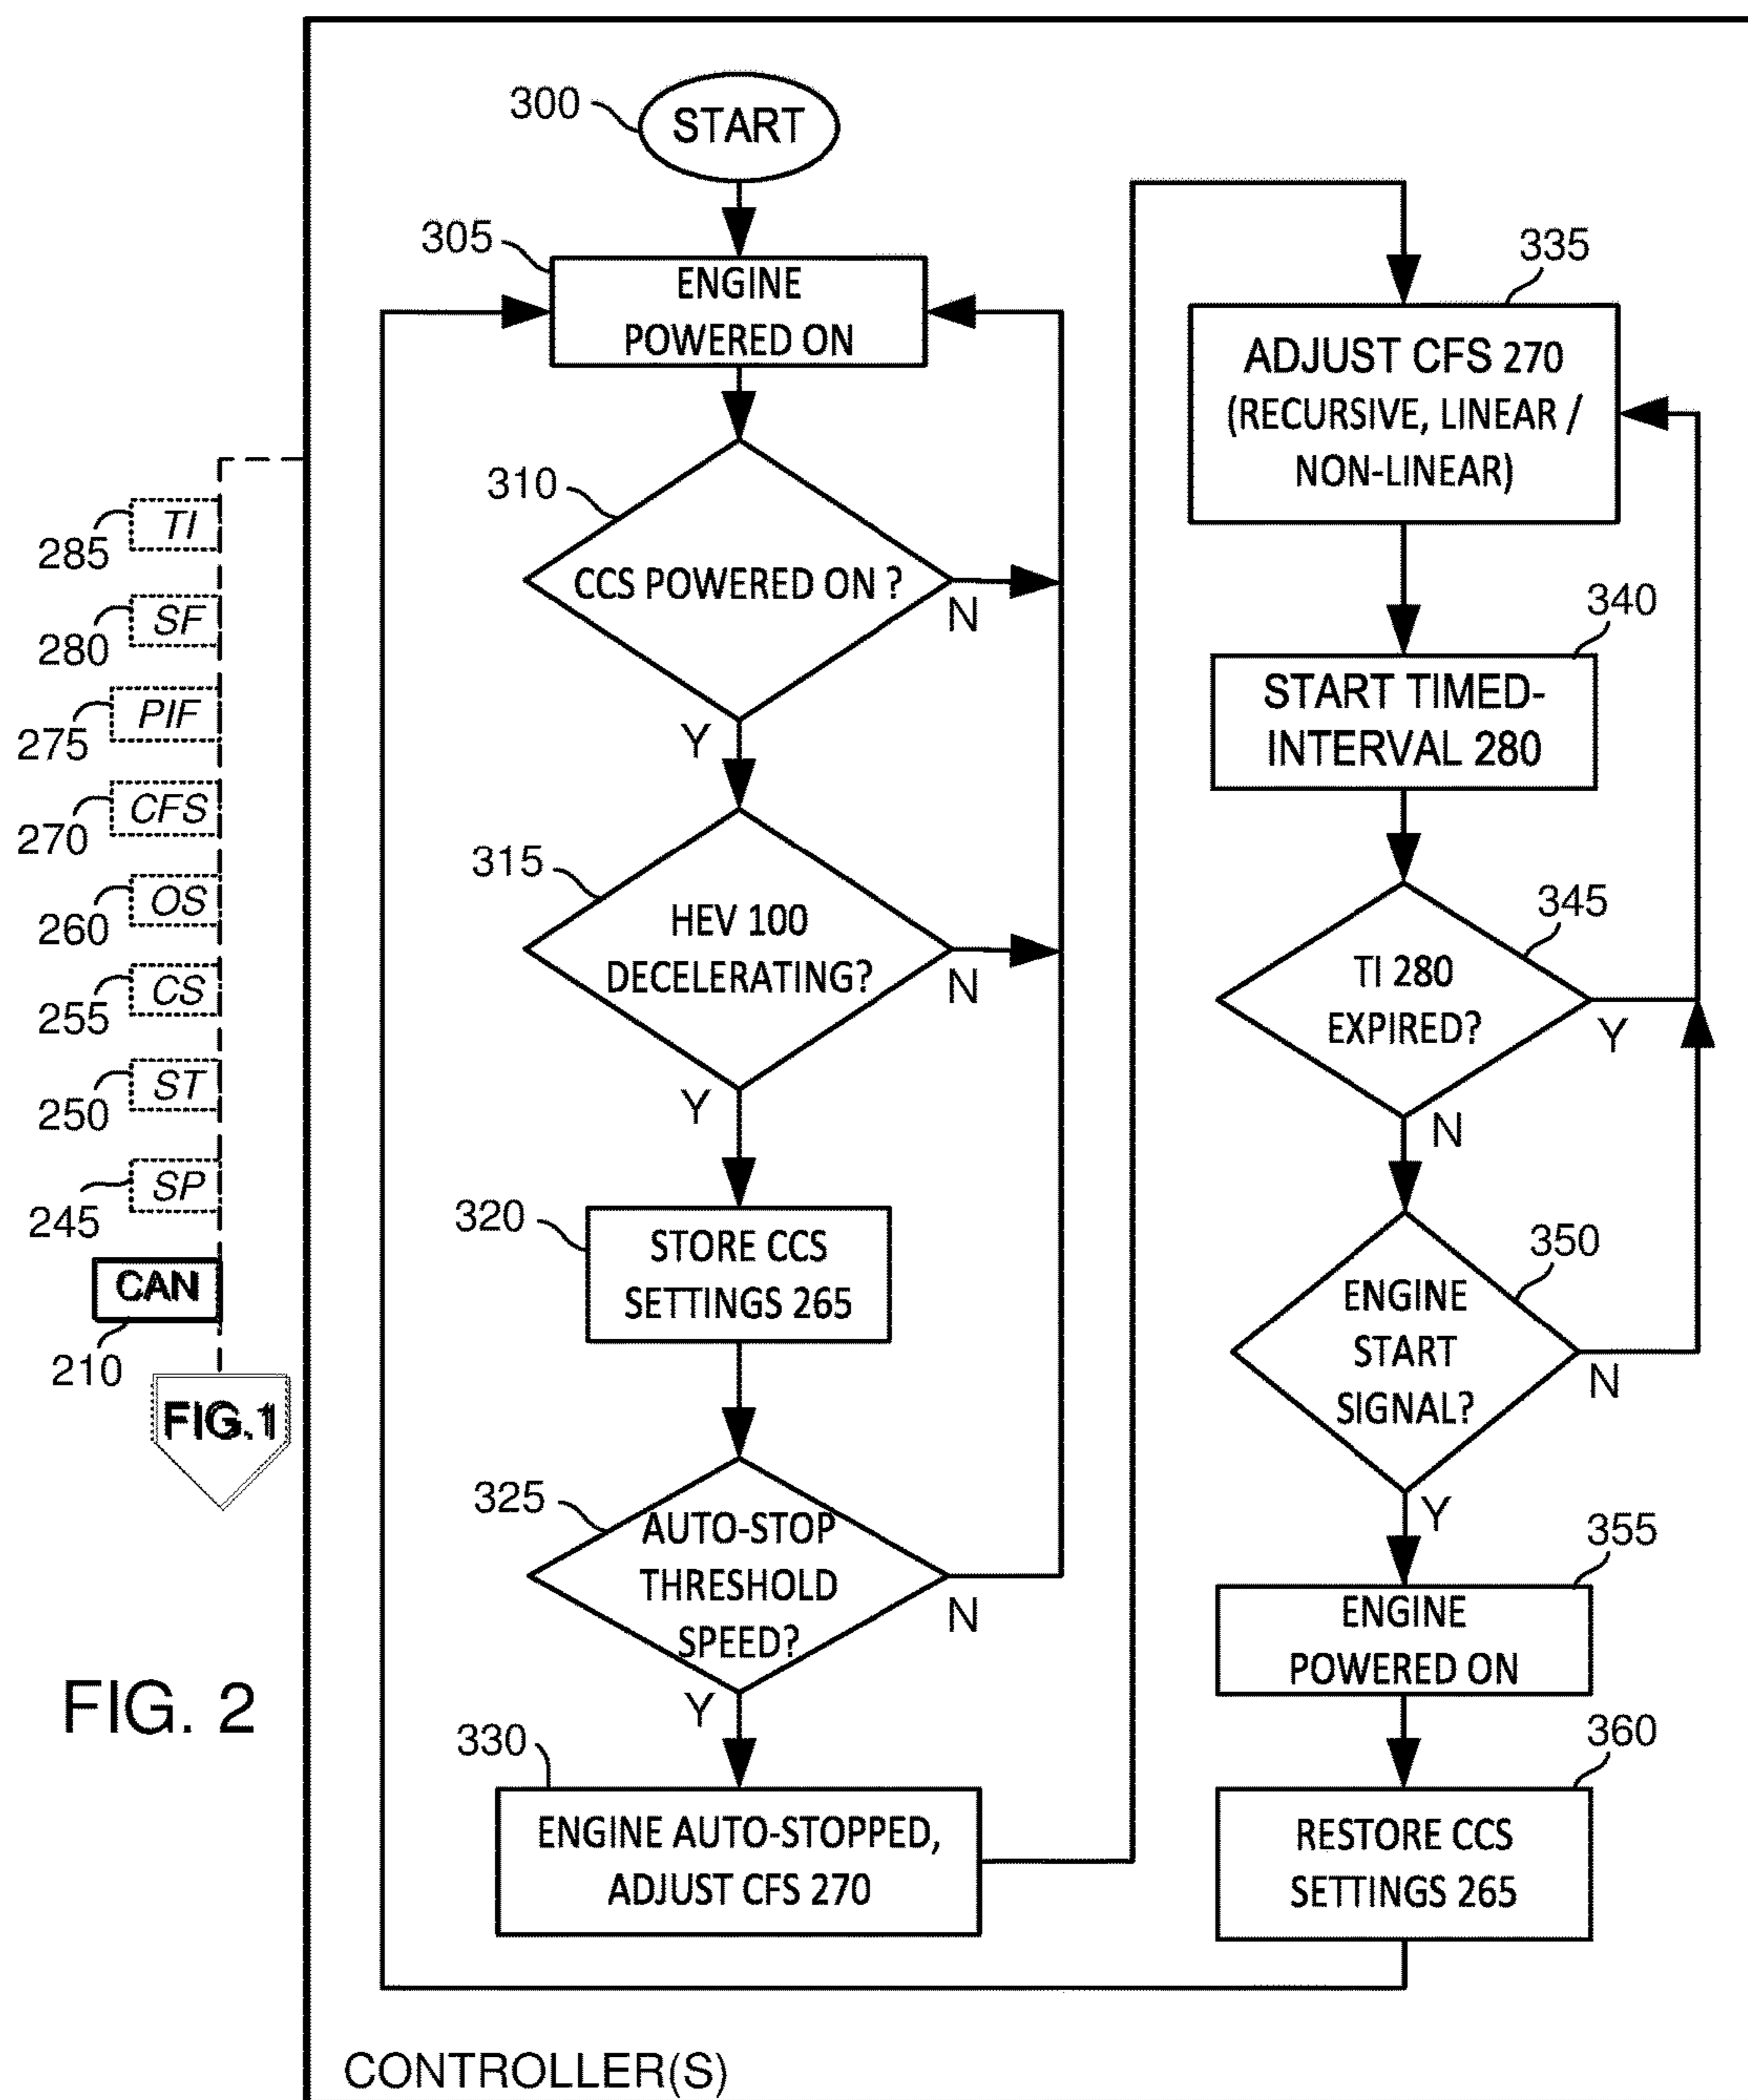 300
START
305
ENGINE
POWERED ON
310
CCS POWERED ON ?
N
Y
315
HEV 100
DECELERATING?
N
Y
320
STORE CCS
SETTINGS 265
325
AUTO-STOP
THRESHOLD
SPEED?
N
Y
330
ENGINE AUTO-STOPPED,
ADJUST CFS 270
335
ADJUST CFS 270
(RECURSIVE, LINEAR /
NON-LINEAR)
340
START TIMED-
INTERVAL 280
345
TI 280
EXPIRED?
Y
N
350
ENGINE
START
SIGNAL?
N
Y
355
ENGINE
POWERED ON
360
RESTORE CCS
SETTINGS 265
TI
285
SF
280
PIF
275
CFS
270
OS
260
CS
255
ST
250
SP
245
CAN
210
FIG.1
FIG. 2
CONTROLLER(S)